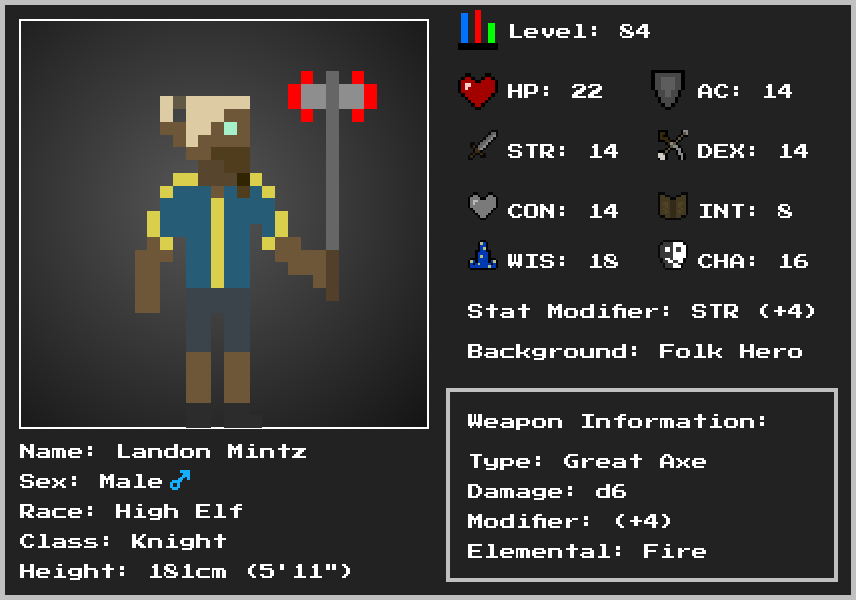 Level: 84
HP: 22 AC: 14
STR: 14 DEX: 14
CON: 14 INT: 8
WIS: 18 CHA: 16
Stat Modifier: STR (+4)
Background: Folk Hero
Weapon Information:
Type: Great Axe
Damage: d6
Modifier: (+4)
Elemental: Fire
Name: Landon Mintz
Sex: Male ♂
Race: High Elf
Class: Knight
Height: 181cm (5'11")